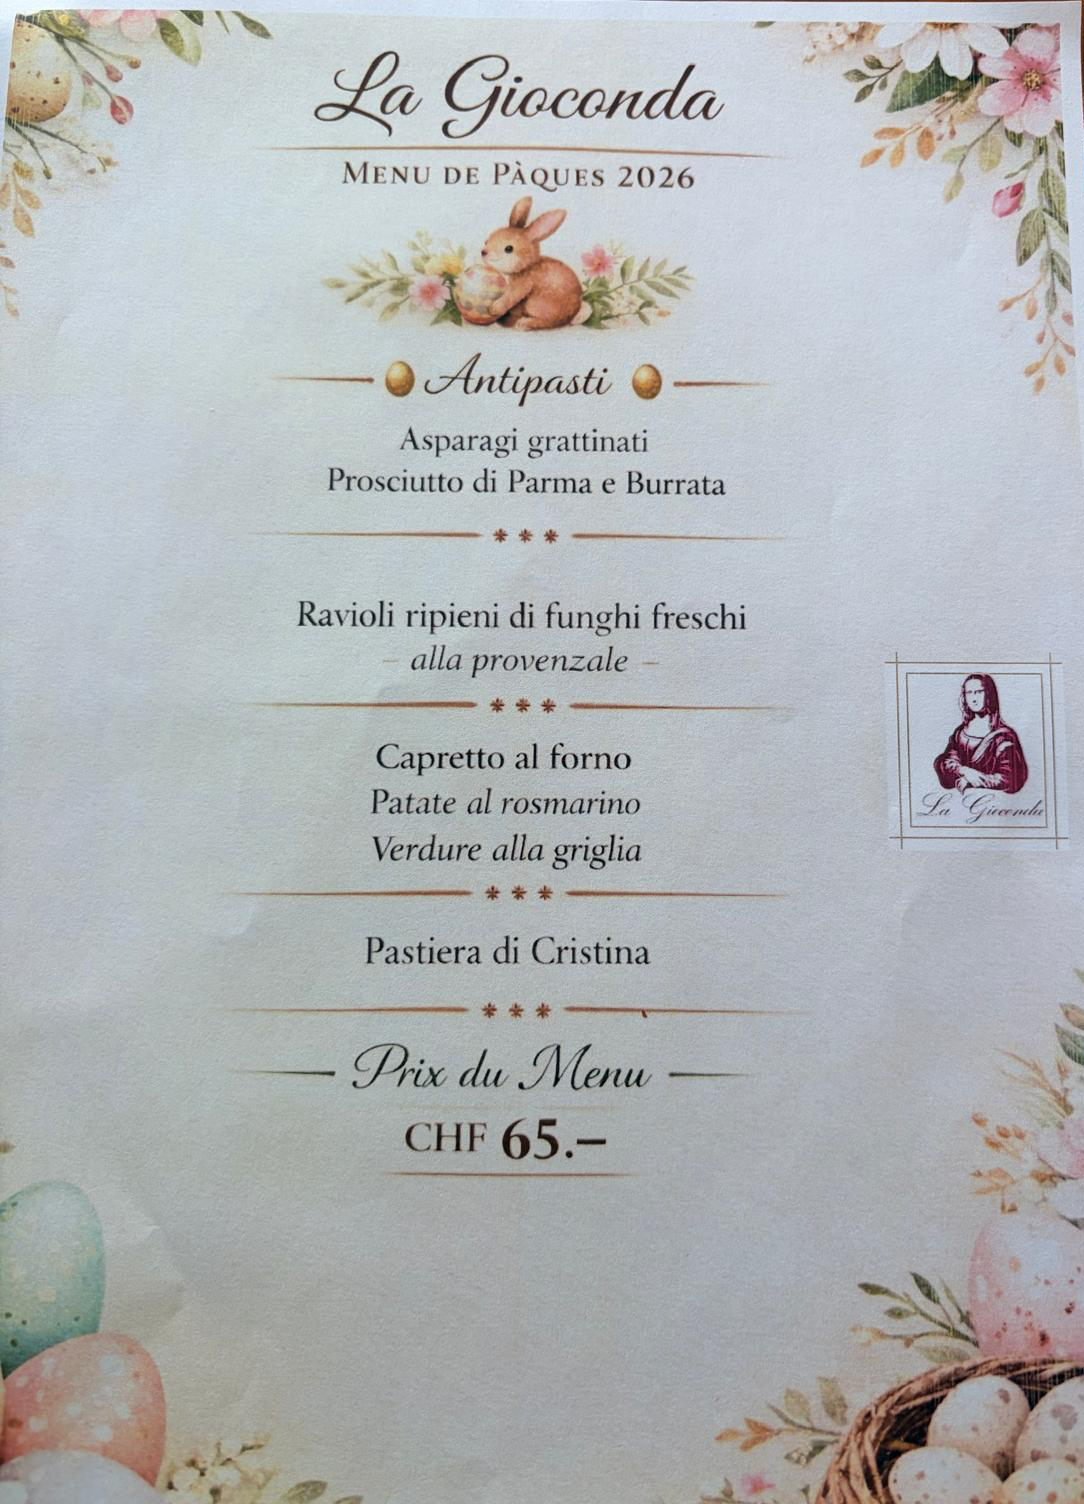 La Gioconda
MENU DE PÀQUES 2026
Antipasti
Asparagi grattinati
Prosciutto di Parma e Burrata
Ravioli ripieni di funghi freschi
– alla provenzale –
Capretto al forno
Patate al rosmarino
Verdure alla griglia
La Gioconda
Pastiera di Cristina
Prix du Menu
CHF 65.–